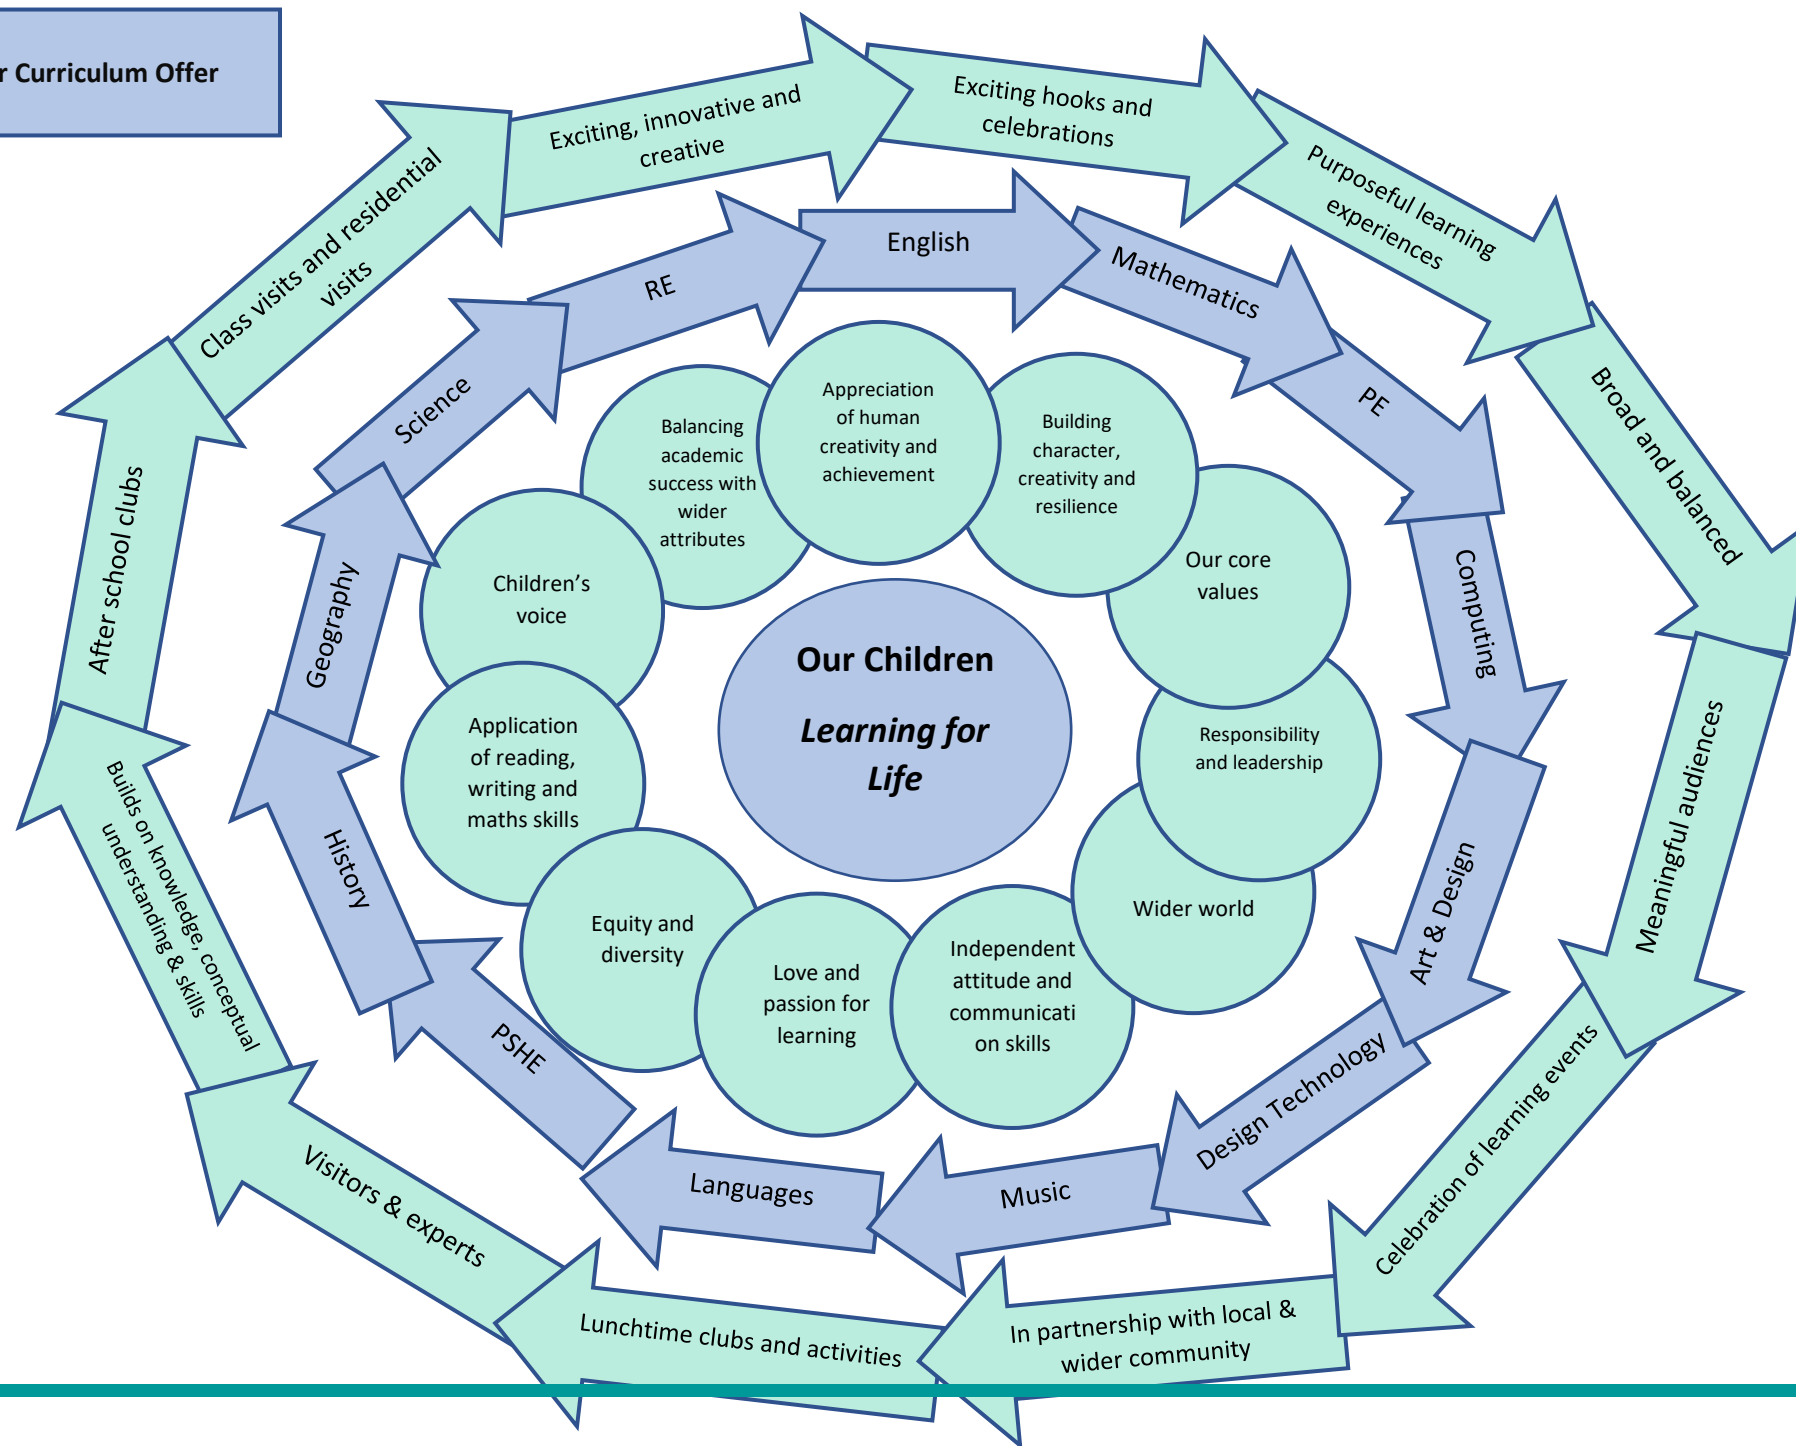 r Curriculum Offer
Exciting, innovative and
creative
Exciting hooks and
celebrations
Purposeful learning
experiences
Broad and balanced
Meaningful audiences
Celebration of learning events
In partnership with local &
wider community
Lunchtime clubs and activities
Visitors & experts
Builds on knowledge, conceptual
understanding & skills
After school clubs
Class visits and residential
visits
English
Mathematics
PE
Computing
Art & Design
Design Technology
Music
Languages
PSHE
History
Geography
Science
RE
Appreciation
of human
creativity and
achievement
Building
character,
creativity and
resilience
Our core
values
Responsibility
and leadership
Wider world
Independent
attitude and
communicati
on skills
Love and
passion for
learning
Equity and
diversity
Application
of reading,
writing and
maths skills
Children's
voice
Balancing
academic
success with
wider
attributes
Our Children
Learning for
Life